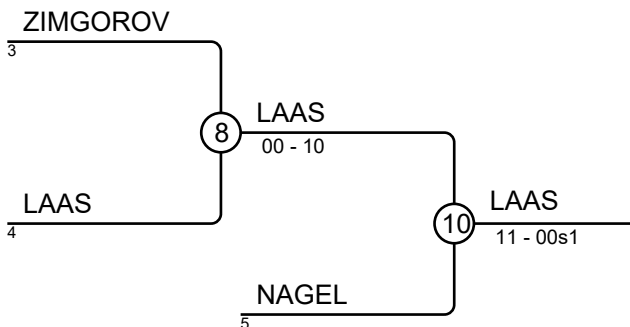 ZIMGOROV
3
8
LAAS
00 - 10
LAAS
4
10
LAAS
11 - 00s1
NAGEL
5